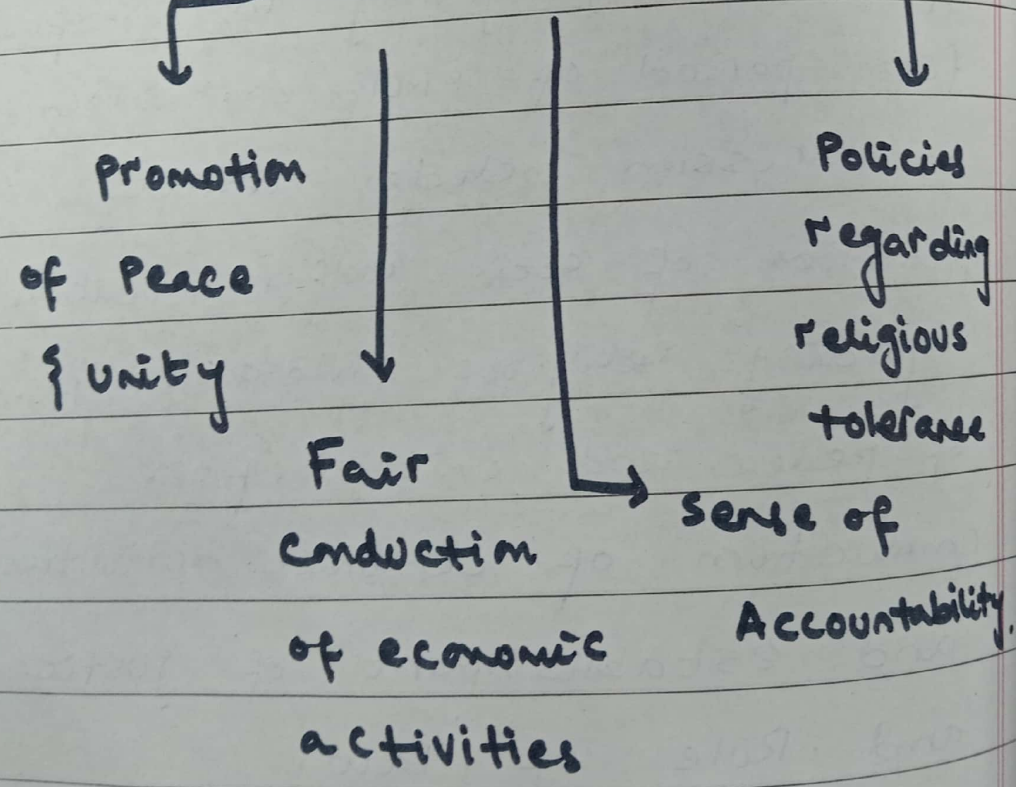 Promotion
of Peace
& unity
Fair
conduction
of economic
activities
sense of
Accountability.
Policies
regarding
religious
tolerance